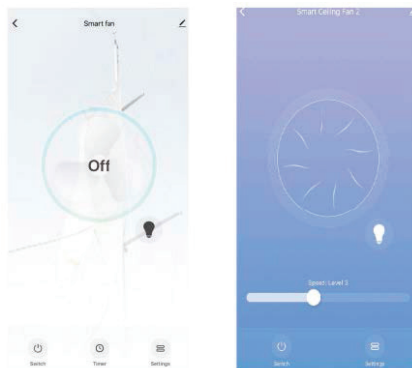 Smart fan
Off
Switch
Timer
Settings
Smart Ceiling Fan 2
Speed: Level 3
Switch
Settings